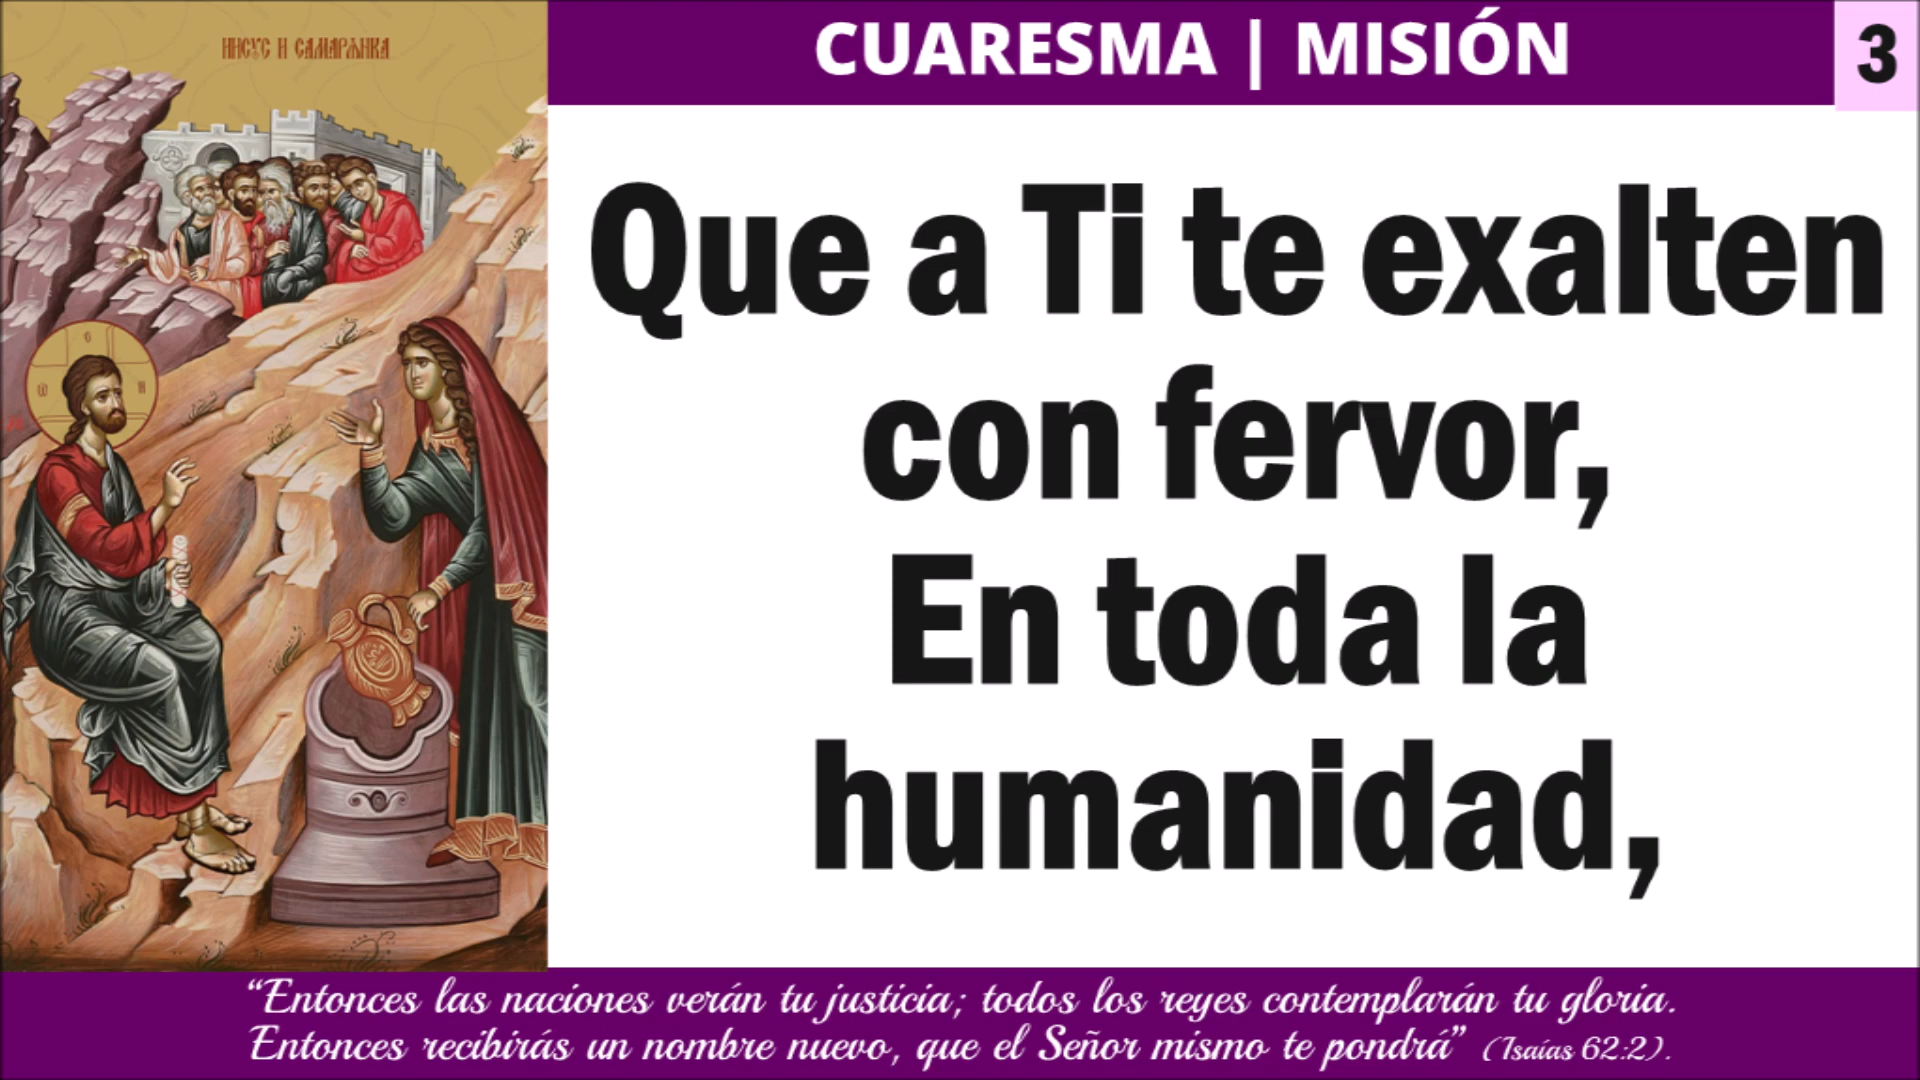 ИИСУС И САМАРЯНКА
CUARESMA | MISIÓN
3
Que a Ti te exalten
con fervor,
En toda la
humanidad,
“Entonces las naciones verán tu justicia; todos los reyes contemplarán tu gloria.
Entonces recibirás un nombre nuevo, que el Señor mismo te pondrá” (Isaías 62:2).